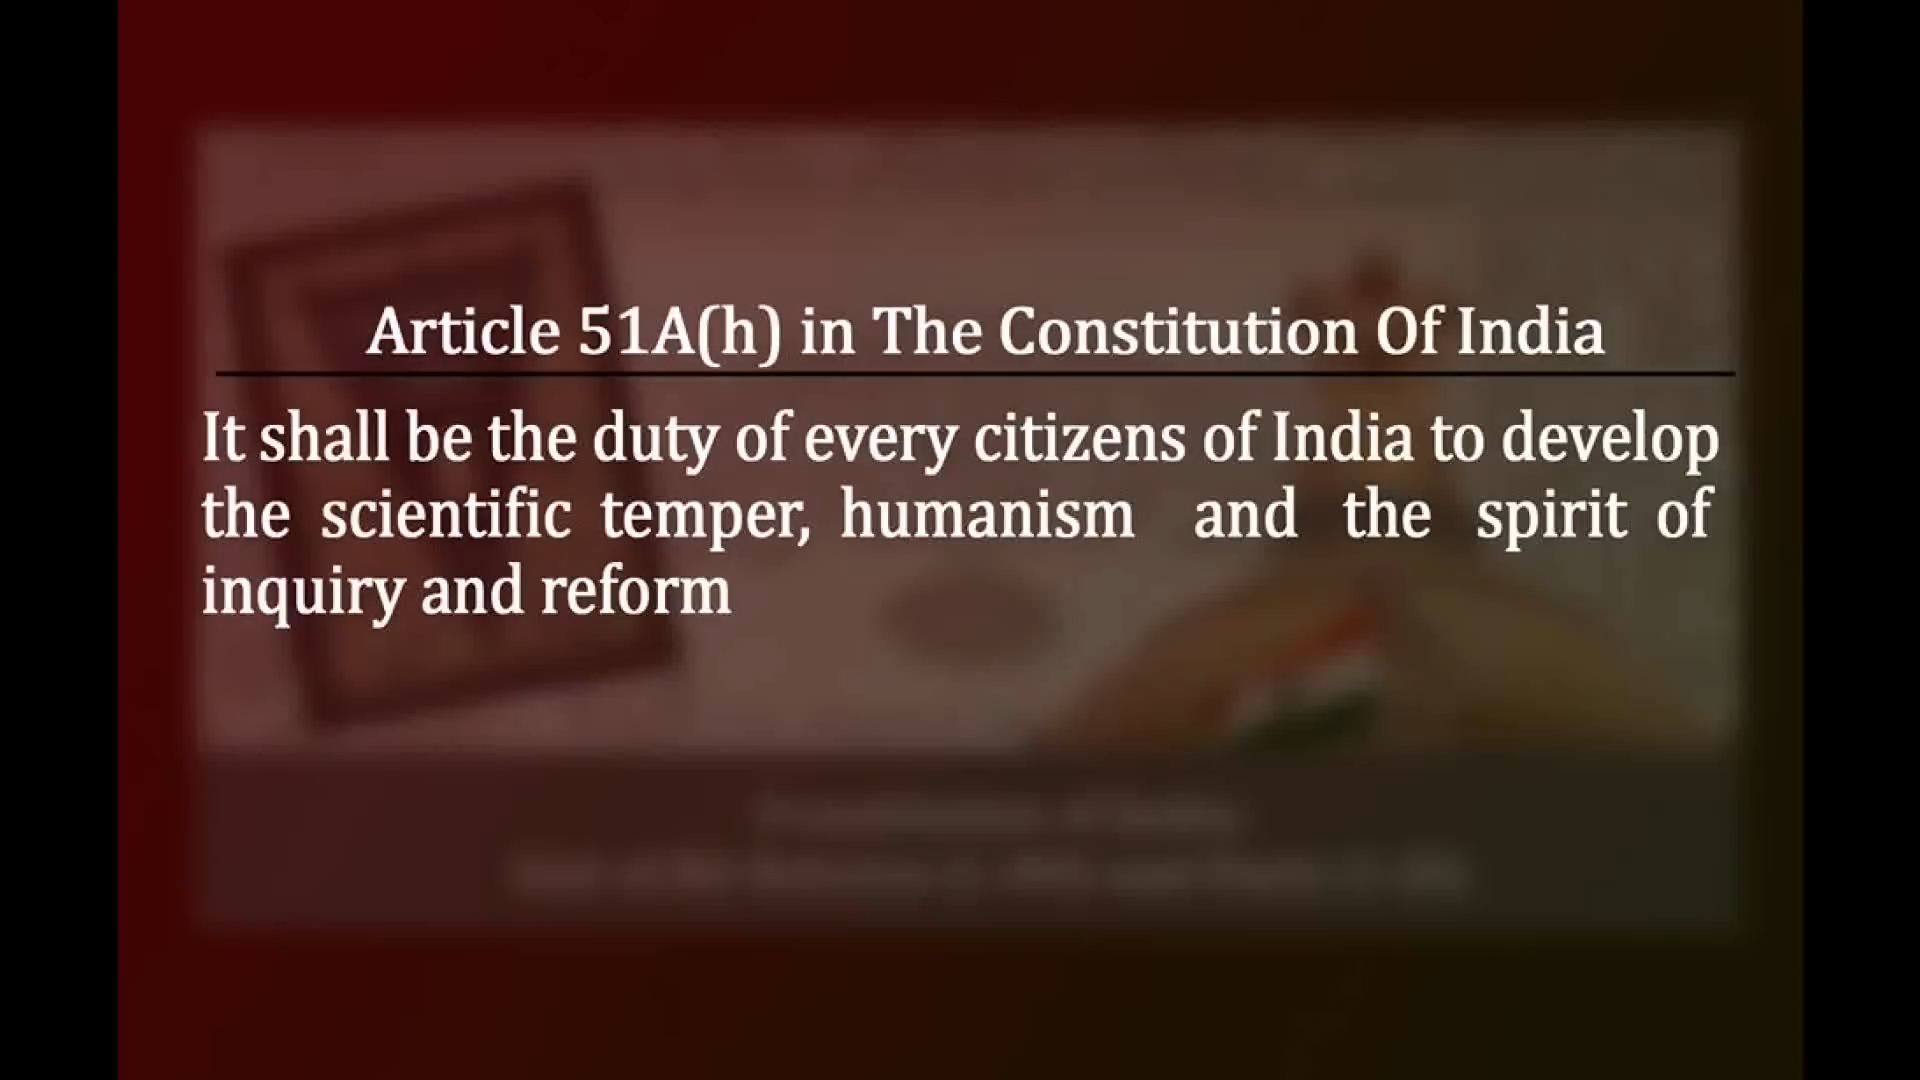 Article 51A(h) in The Constitution Of India
It shall be the duty of every citizens of India to develop
the scientific temper, humanism and the spirit of
inquiry and reform